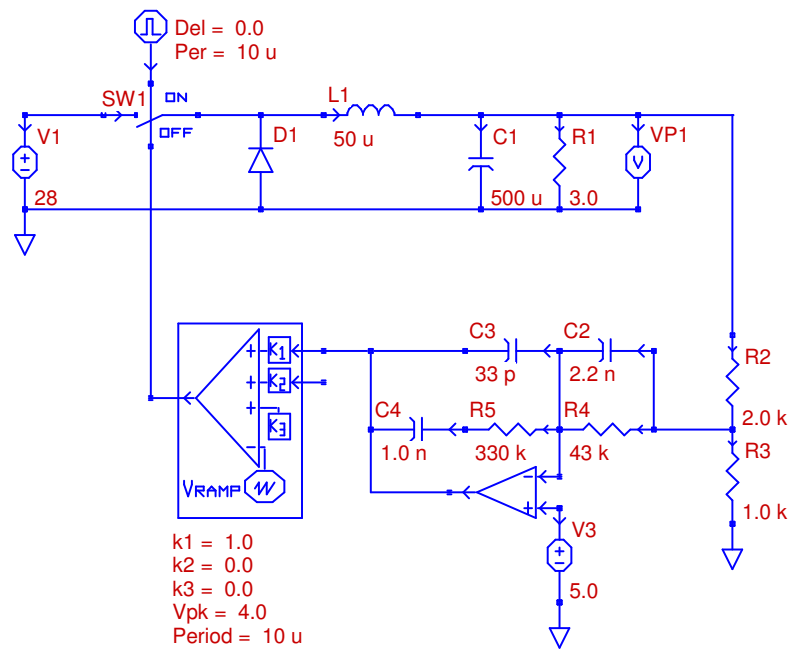 Del = 0.0
Per = 10 u
SW1
ON
OFF
V1
28
D1
L1
50 u
C1
500 u
R1
3.0
VP1
V
C3
33 p
C2
2.2 n
R2
2.0 k
C4
1.0 n
R5
330 k
R4
43 k
R3
1.0 k
K1
K2
K3
VRAMP
V3
5.0
k1 = 1.0
k2 = 0.0
k3 = 0.0
Vpk = 4.0
Period = 10 u